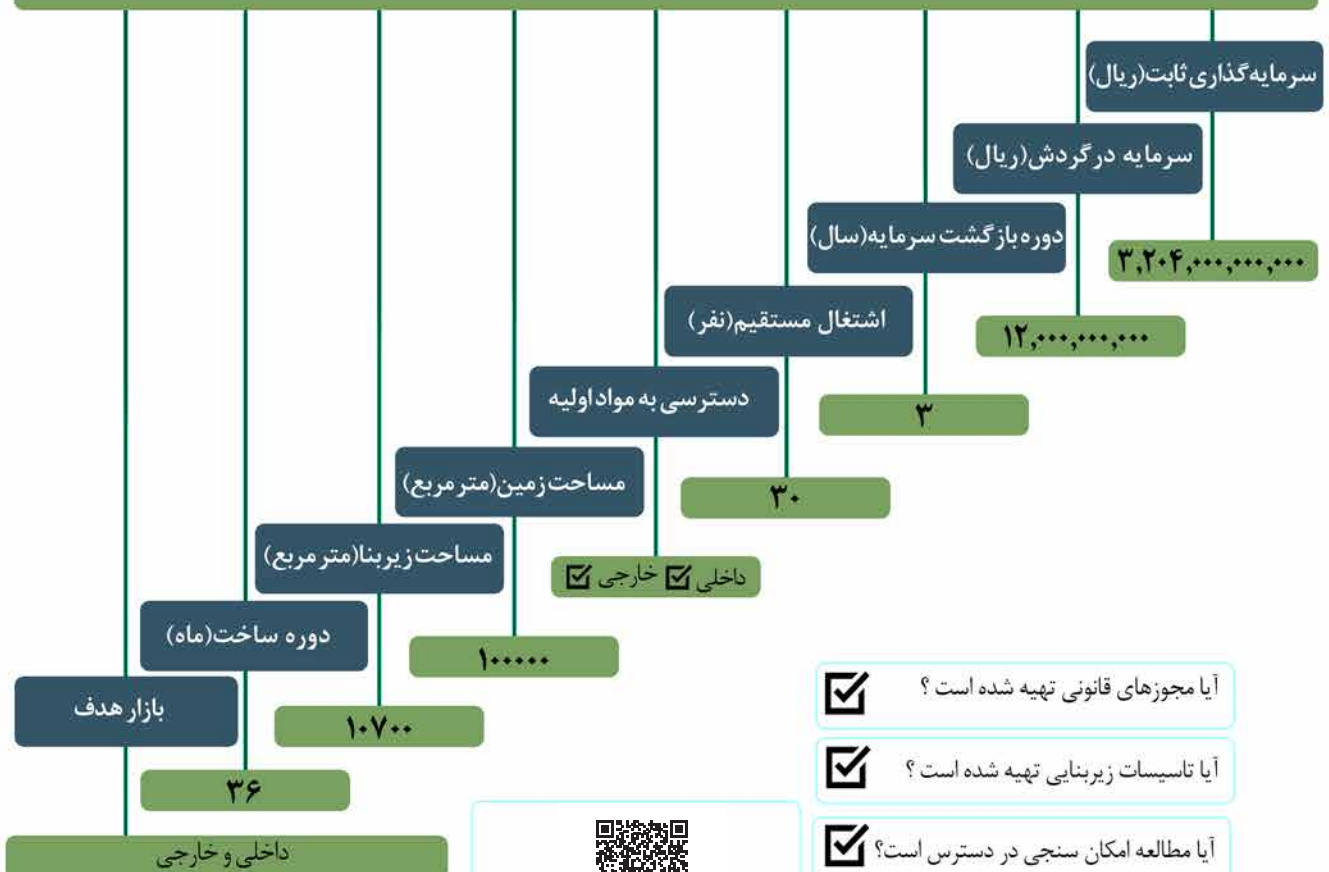 سرمایه‌گذاری ثابت(ریال)
۳,۲۰۴,۰۰۰,۰۰۰,۰۰۰
سرمایه در گردش(ریال)
۱۲,۰۰۰,۰۰۰,۰۰۰
دوره بازگشت سرمایه(سال)
۳
اشتغال مستقیم(نفر)
۳۰
دسترسی به مواد اولیه
داخلی ☑ خارجی ☑
مساحت زمین(متر مربع)
۱۰۰۰۰۰
مساحت زیربنا(متر مربع)
۱۰۷۰۰
دوره ساخت(ماه)
۳۶
بازار هدف
داخلی و خارجی
آیا مجوزهای قانونی تهیه شده است ؟ ☑
آیا تاسیسات زیربنایی تهیه شده است ؟ ☑
آیا مطالعه امکان سنجی در دسترس است؟ ☑